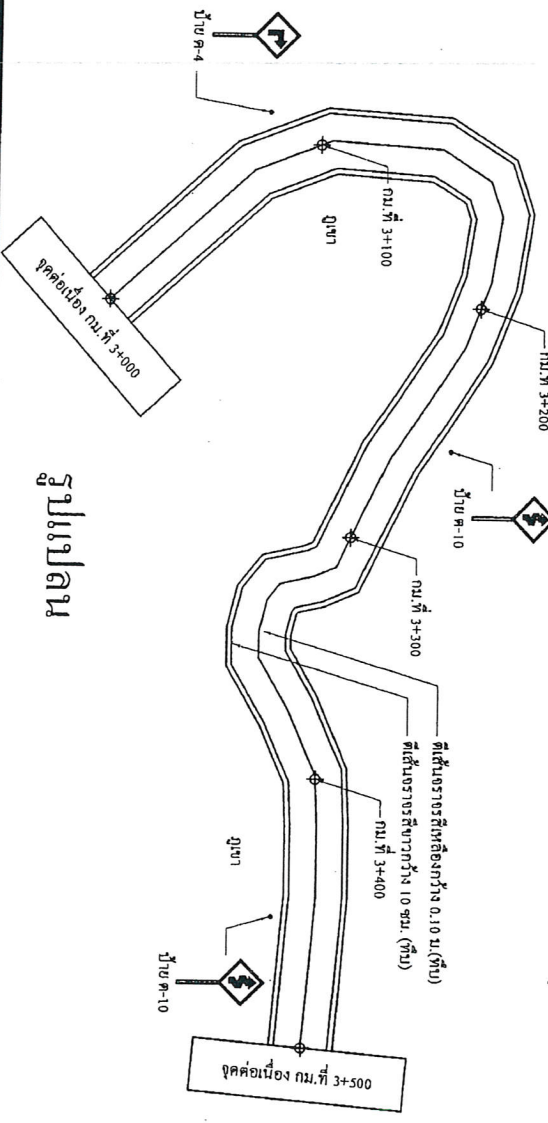 ป้าย ต-4
กม.ที่ 3+100
ภูเขา
จุดต่อเนื่อง กม.ที่ 3+000
กม.ที่ 3+200
ป้าย ต-10
กม.ที่ 3+300
ตีเส้นจราจรสีเหลืองกว้าง 0.10 ม.(ทึบ)
ตีเส้นจราจรสีขาวกว้าง 10 ซม. (ทึบ)
กม.ที่ 3+400
ภูเขา
ป้าย ต-10
จุดต่อเนื่อง กม.ที่ 3+500
รูปแปลน